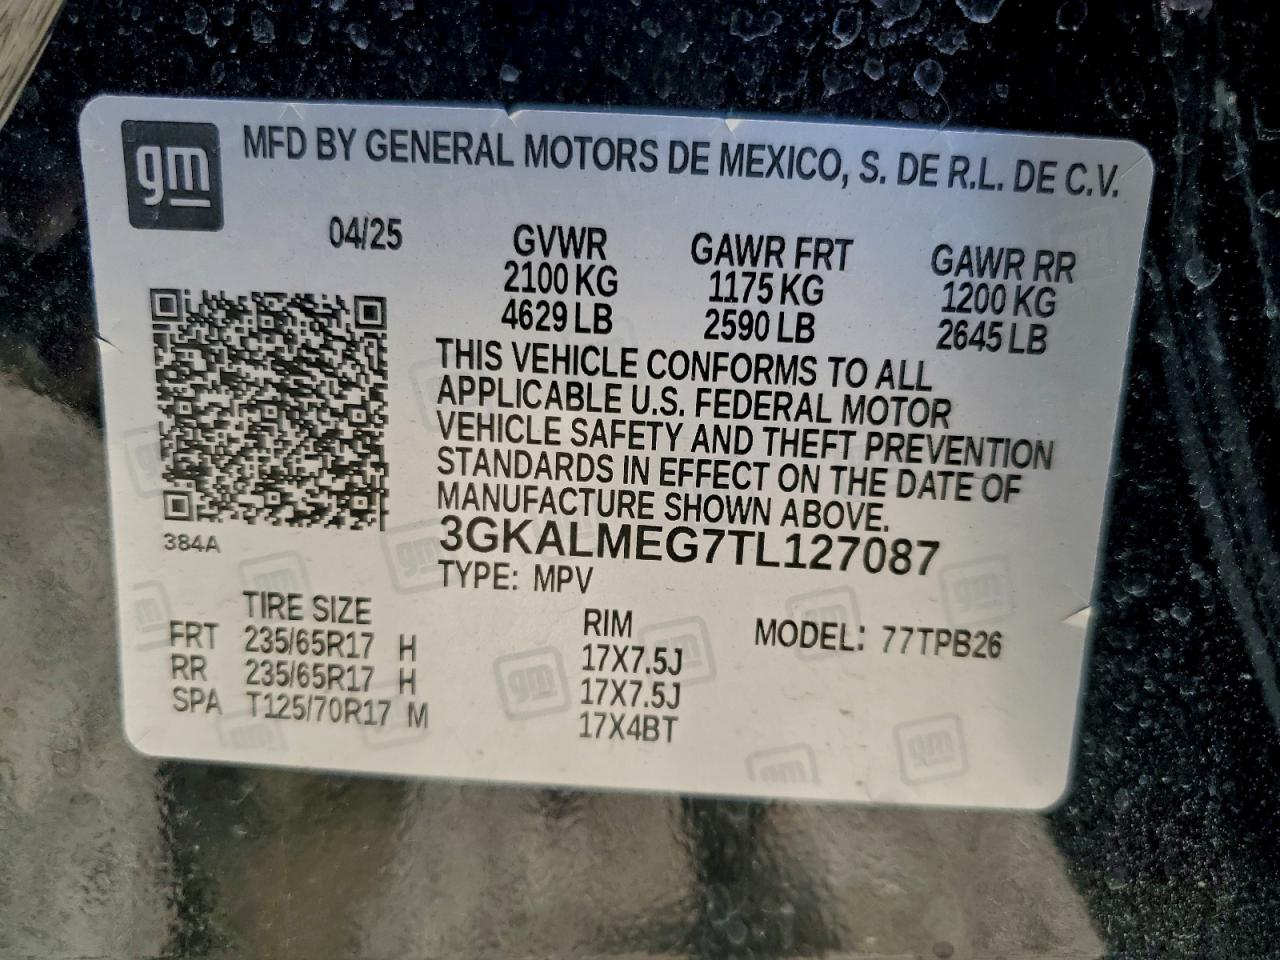 gm
MFD BY GENERAL MOTORS DE MEXICO, S. DE R.L. DE C.V.
04/25 GVWR GAWR FRT GAWR RR
2100 KG 1175 KG 1200 KG
4629 LB 2590 LB 2645 LB
THIS VEHICLE CONFORMS TO ALL
APPLICABLE U.S. FEDERAL MOTOR
VEHICLE SAFETY AND THEFT PREVENTION
STANDARDS IN EFFECT ON THE DATE OF
MANUFACTURE SHOWN ABOVE.
384A
3GKALMEG7TL127087
TYPE: MPV
TIRE SIZE RIM MODEL: 77TPB26
FRT 235/65R17 H 17X7.5J
RR 235/65R17 H 17X7.5J
SPA T125/70R17 M 17X4BT